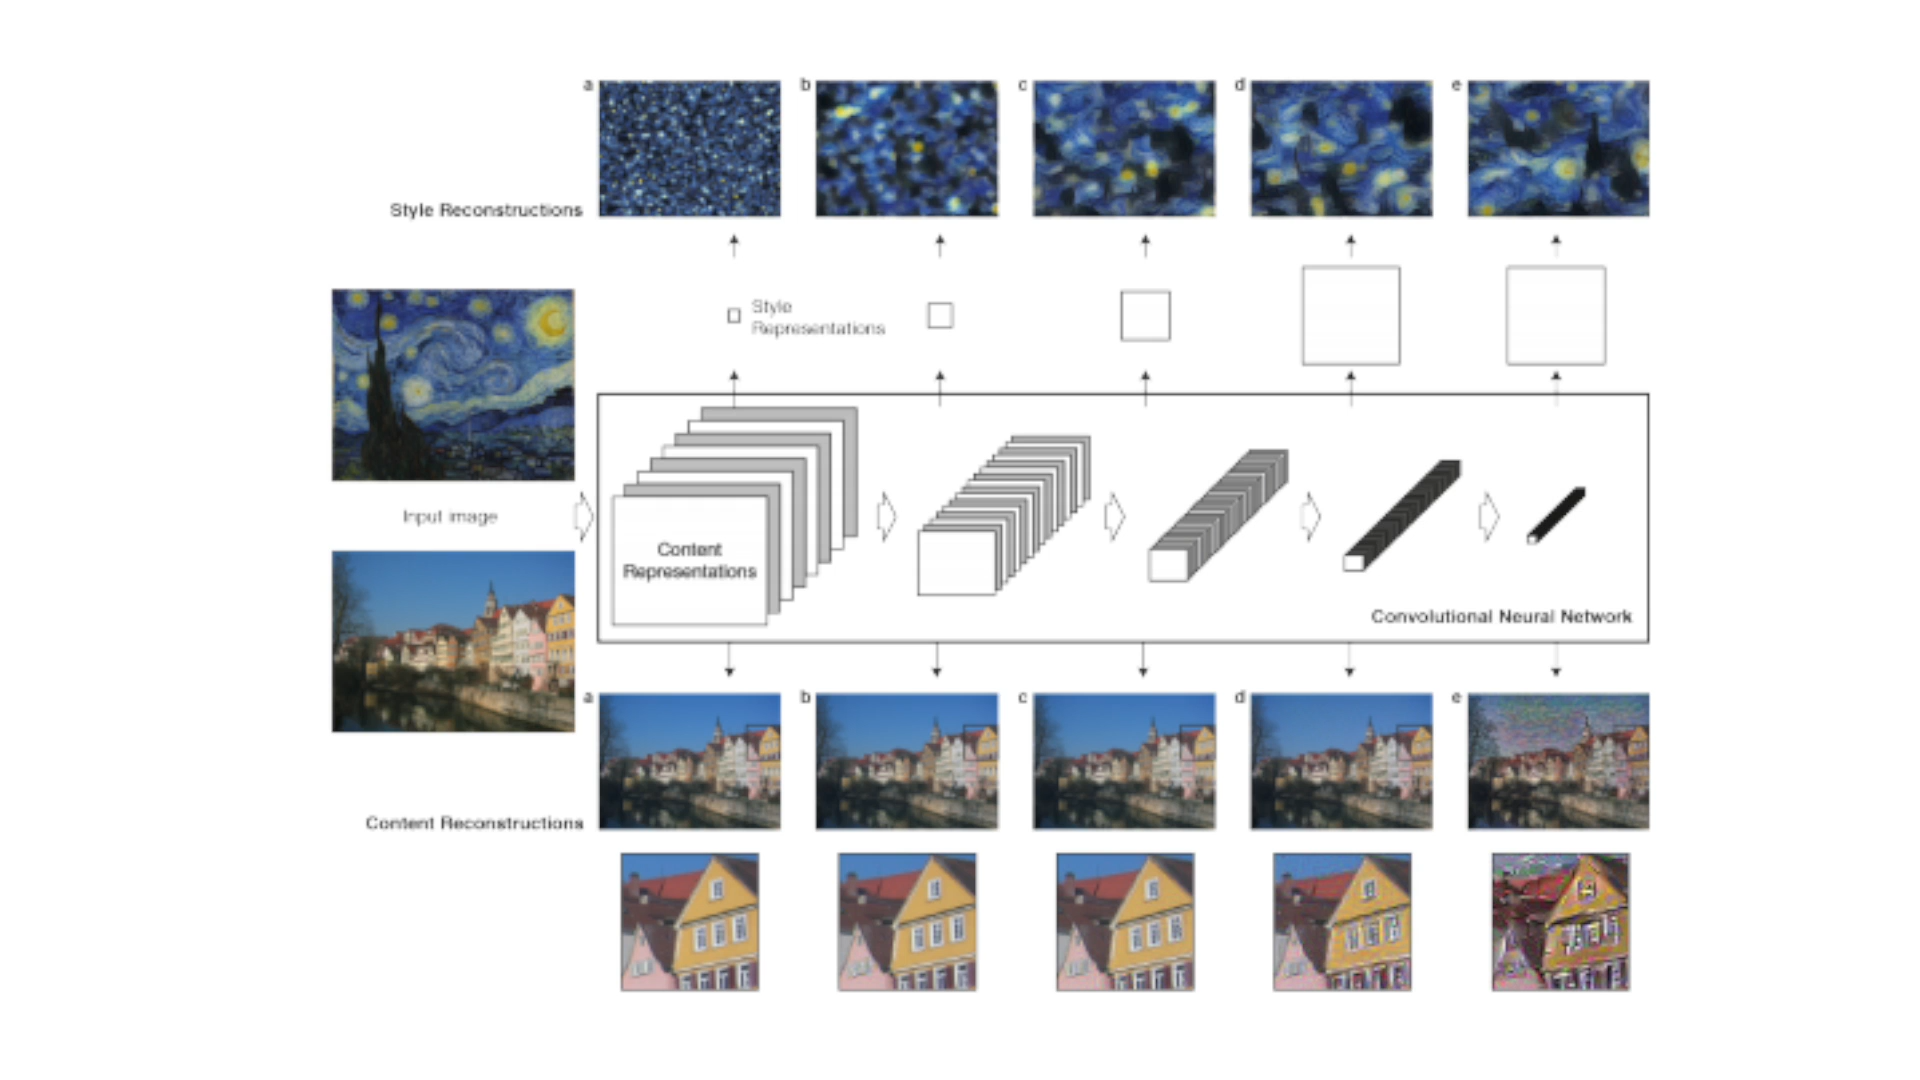 a b c d e
Style Reconstructions
Style
Representations
Input image
Content
Representations
Convolutional Neural Network
a b c d e
Content Reconstructions